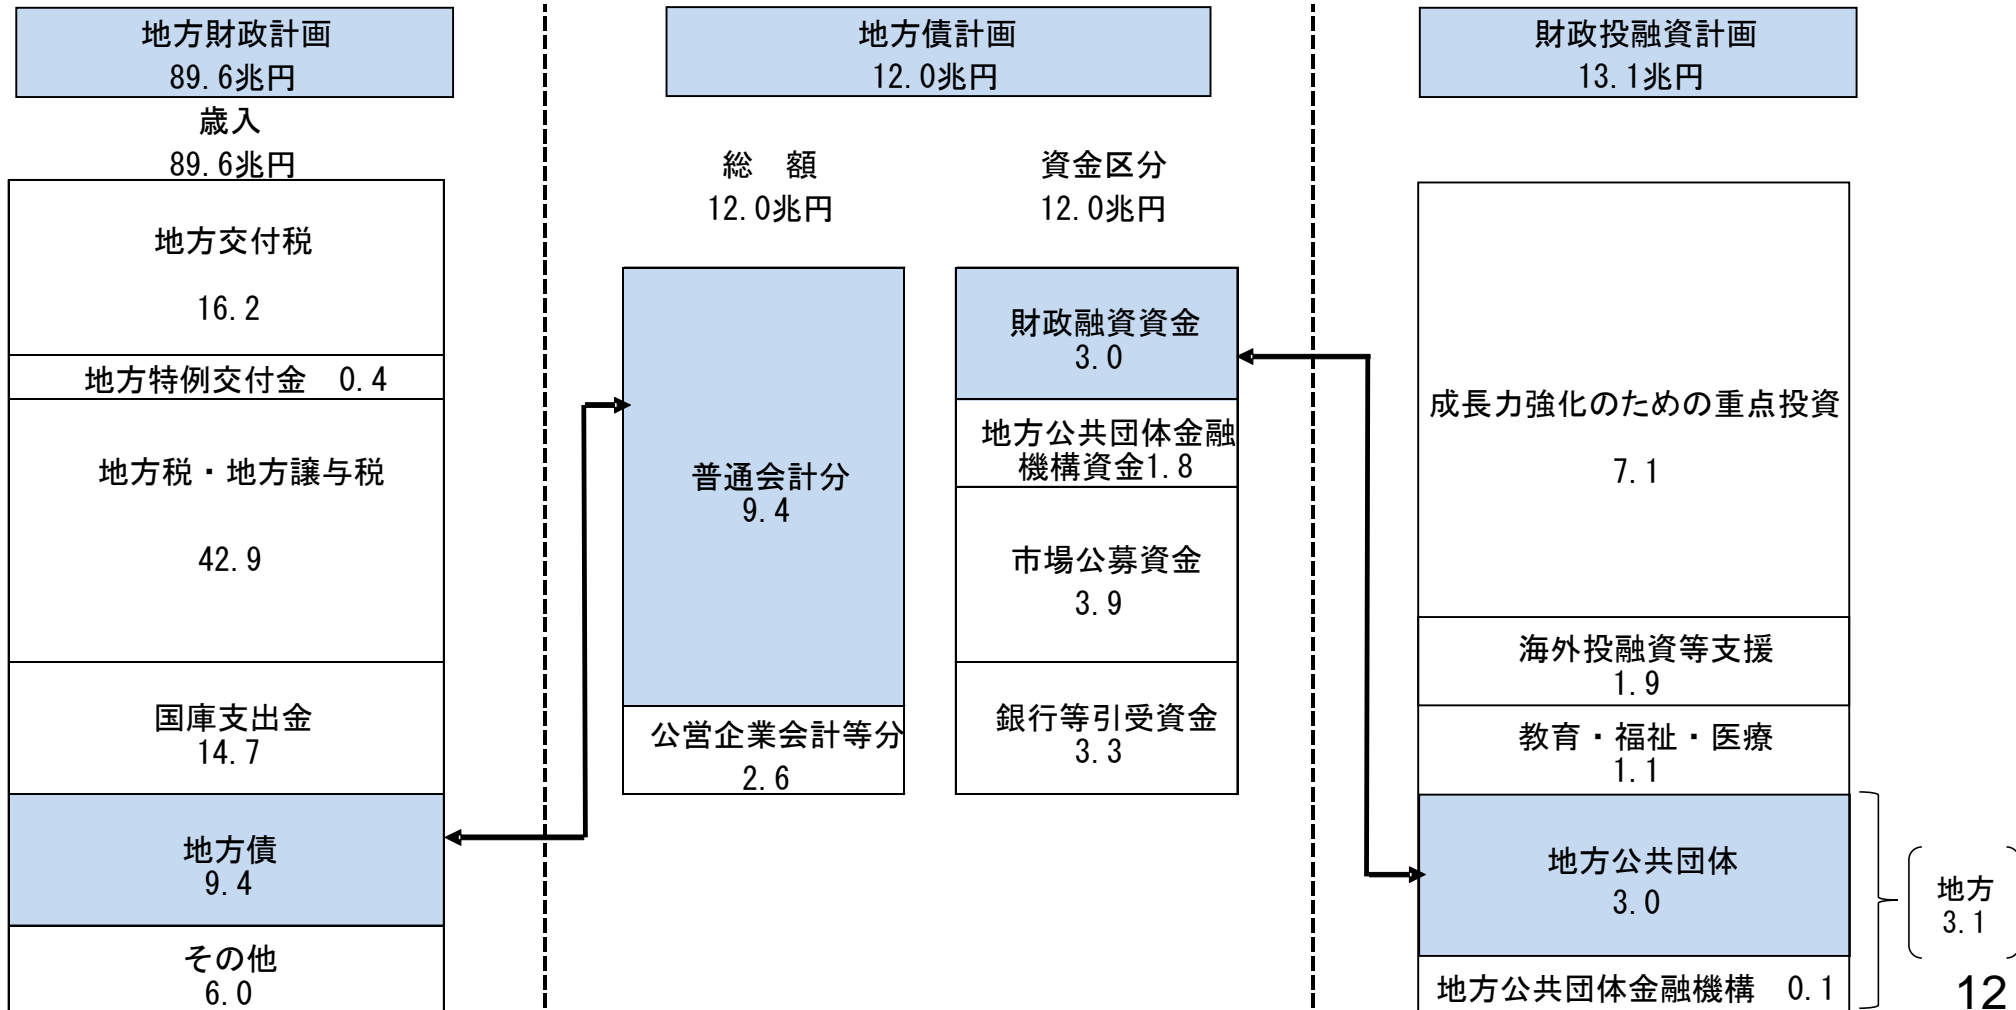 地方財政計画
89.6兆円
歳入
89.6兆円
地方交付税
16.2
地方特例交付金　0.4
地方税・地方譲与税
42.9
国庫支出金
14.7
地方債
9.4
その他
6.0
地方債計画
12.0兆円
総　額
12.0兆円
普通会計分
9.4
公営企業会計等分
2.6
資金区分
12.0兆円
財政融資資金
3.0
地方公共団体金融
機構資金1.8
市場公募資金
3.9
銀行等引受資金
3.3
財政投融資計画
13.1兆円
成長力強化のための重点投資
7.1
海外投融資等支援
1.9
教育・福祉・医療
1.1
地方公共団体
3.0
地方公共団体金融機構　0.1
地方
3.1
12